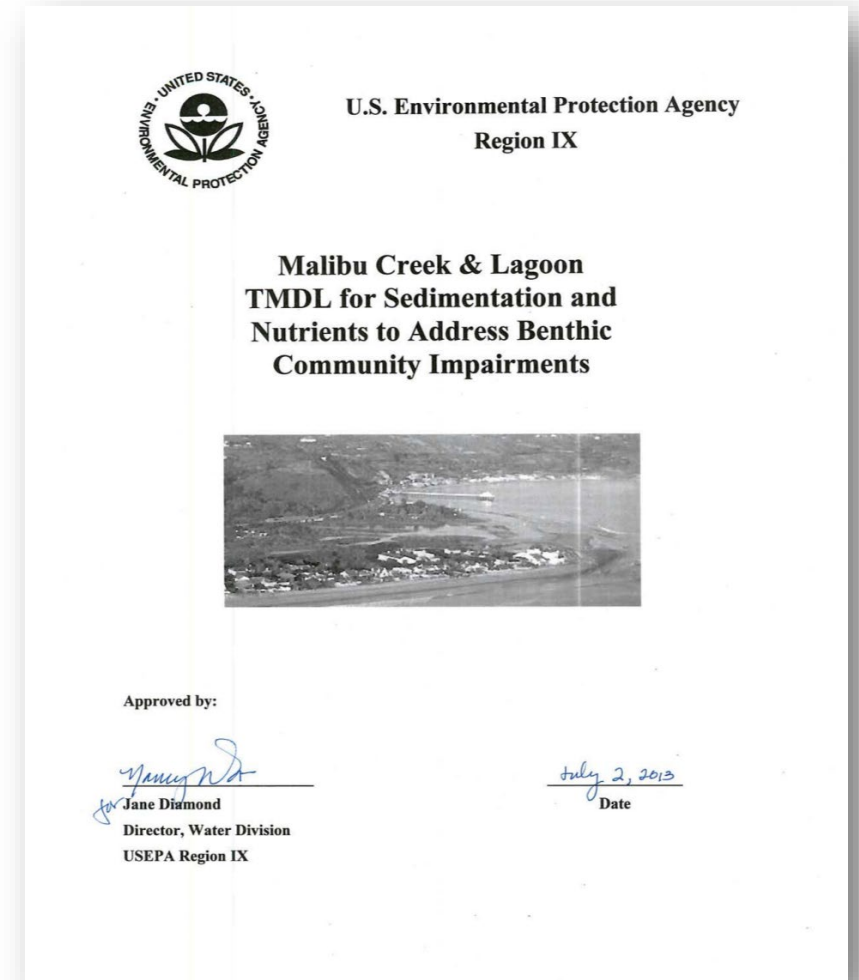 UNITED STATES
ENVIRONMENTAL PROTECTION AGENCY
U.S. Environmental Protection Agency
Region IX
Malibu Creek & Lagoon
TMDL for Sedimentation and
Nutrients to Address Benthic
Community Impairments
Approved by:
Nancy
July 2, 2013
for Jane Diamond
Date
Director, Water Division
USEPA Region IX